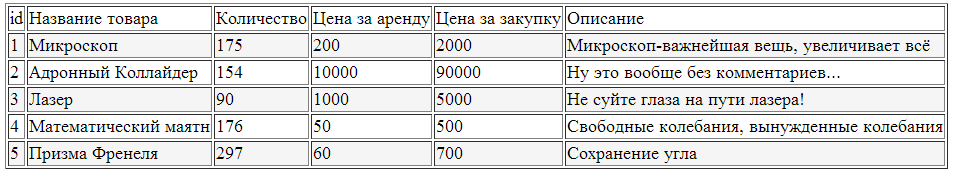 id Название товара Количество Цена за аренду Цена за закупку Описание
1 Микроскоп 175 200 2000 Микроскоп-важнейшая вещь, увеличивает всё
2 Адронный Коллайдер 154 10000 90000 Ну это вообще без комментариев...
3 Лазер 90 1000 5000 Не суйте глаза на пути лазера!
4 Математический маятн 176 50 500 Свободные колебания, вынужденные колебания
5 Призма Френеля 297 60 700 Сохранение угла